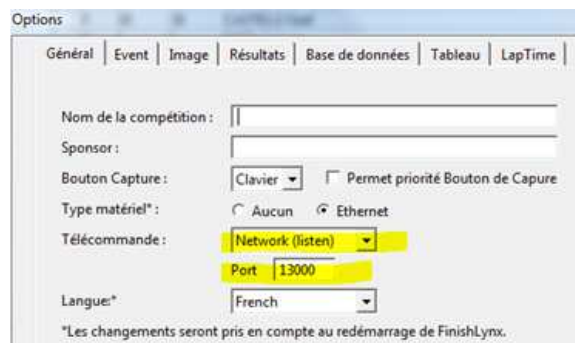 Options
Général Event Image Résultats Base de données Tableau LapTime
Nom de la compétition :
Sponsor :
Bouton Capture : Clavier Permet priorité Bouton de Capure
Type matériel* : Aucun Ethernet
Télécommande : Network (listen)
Port 13000
Langue:* French
*Les changements seront pris en compte au redémarrage de FinishLynx.